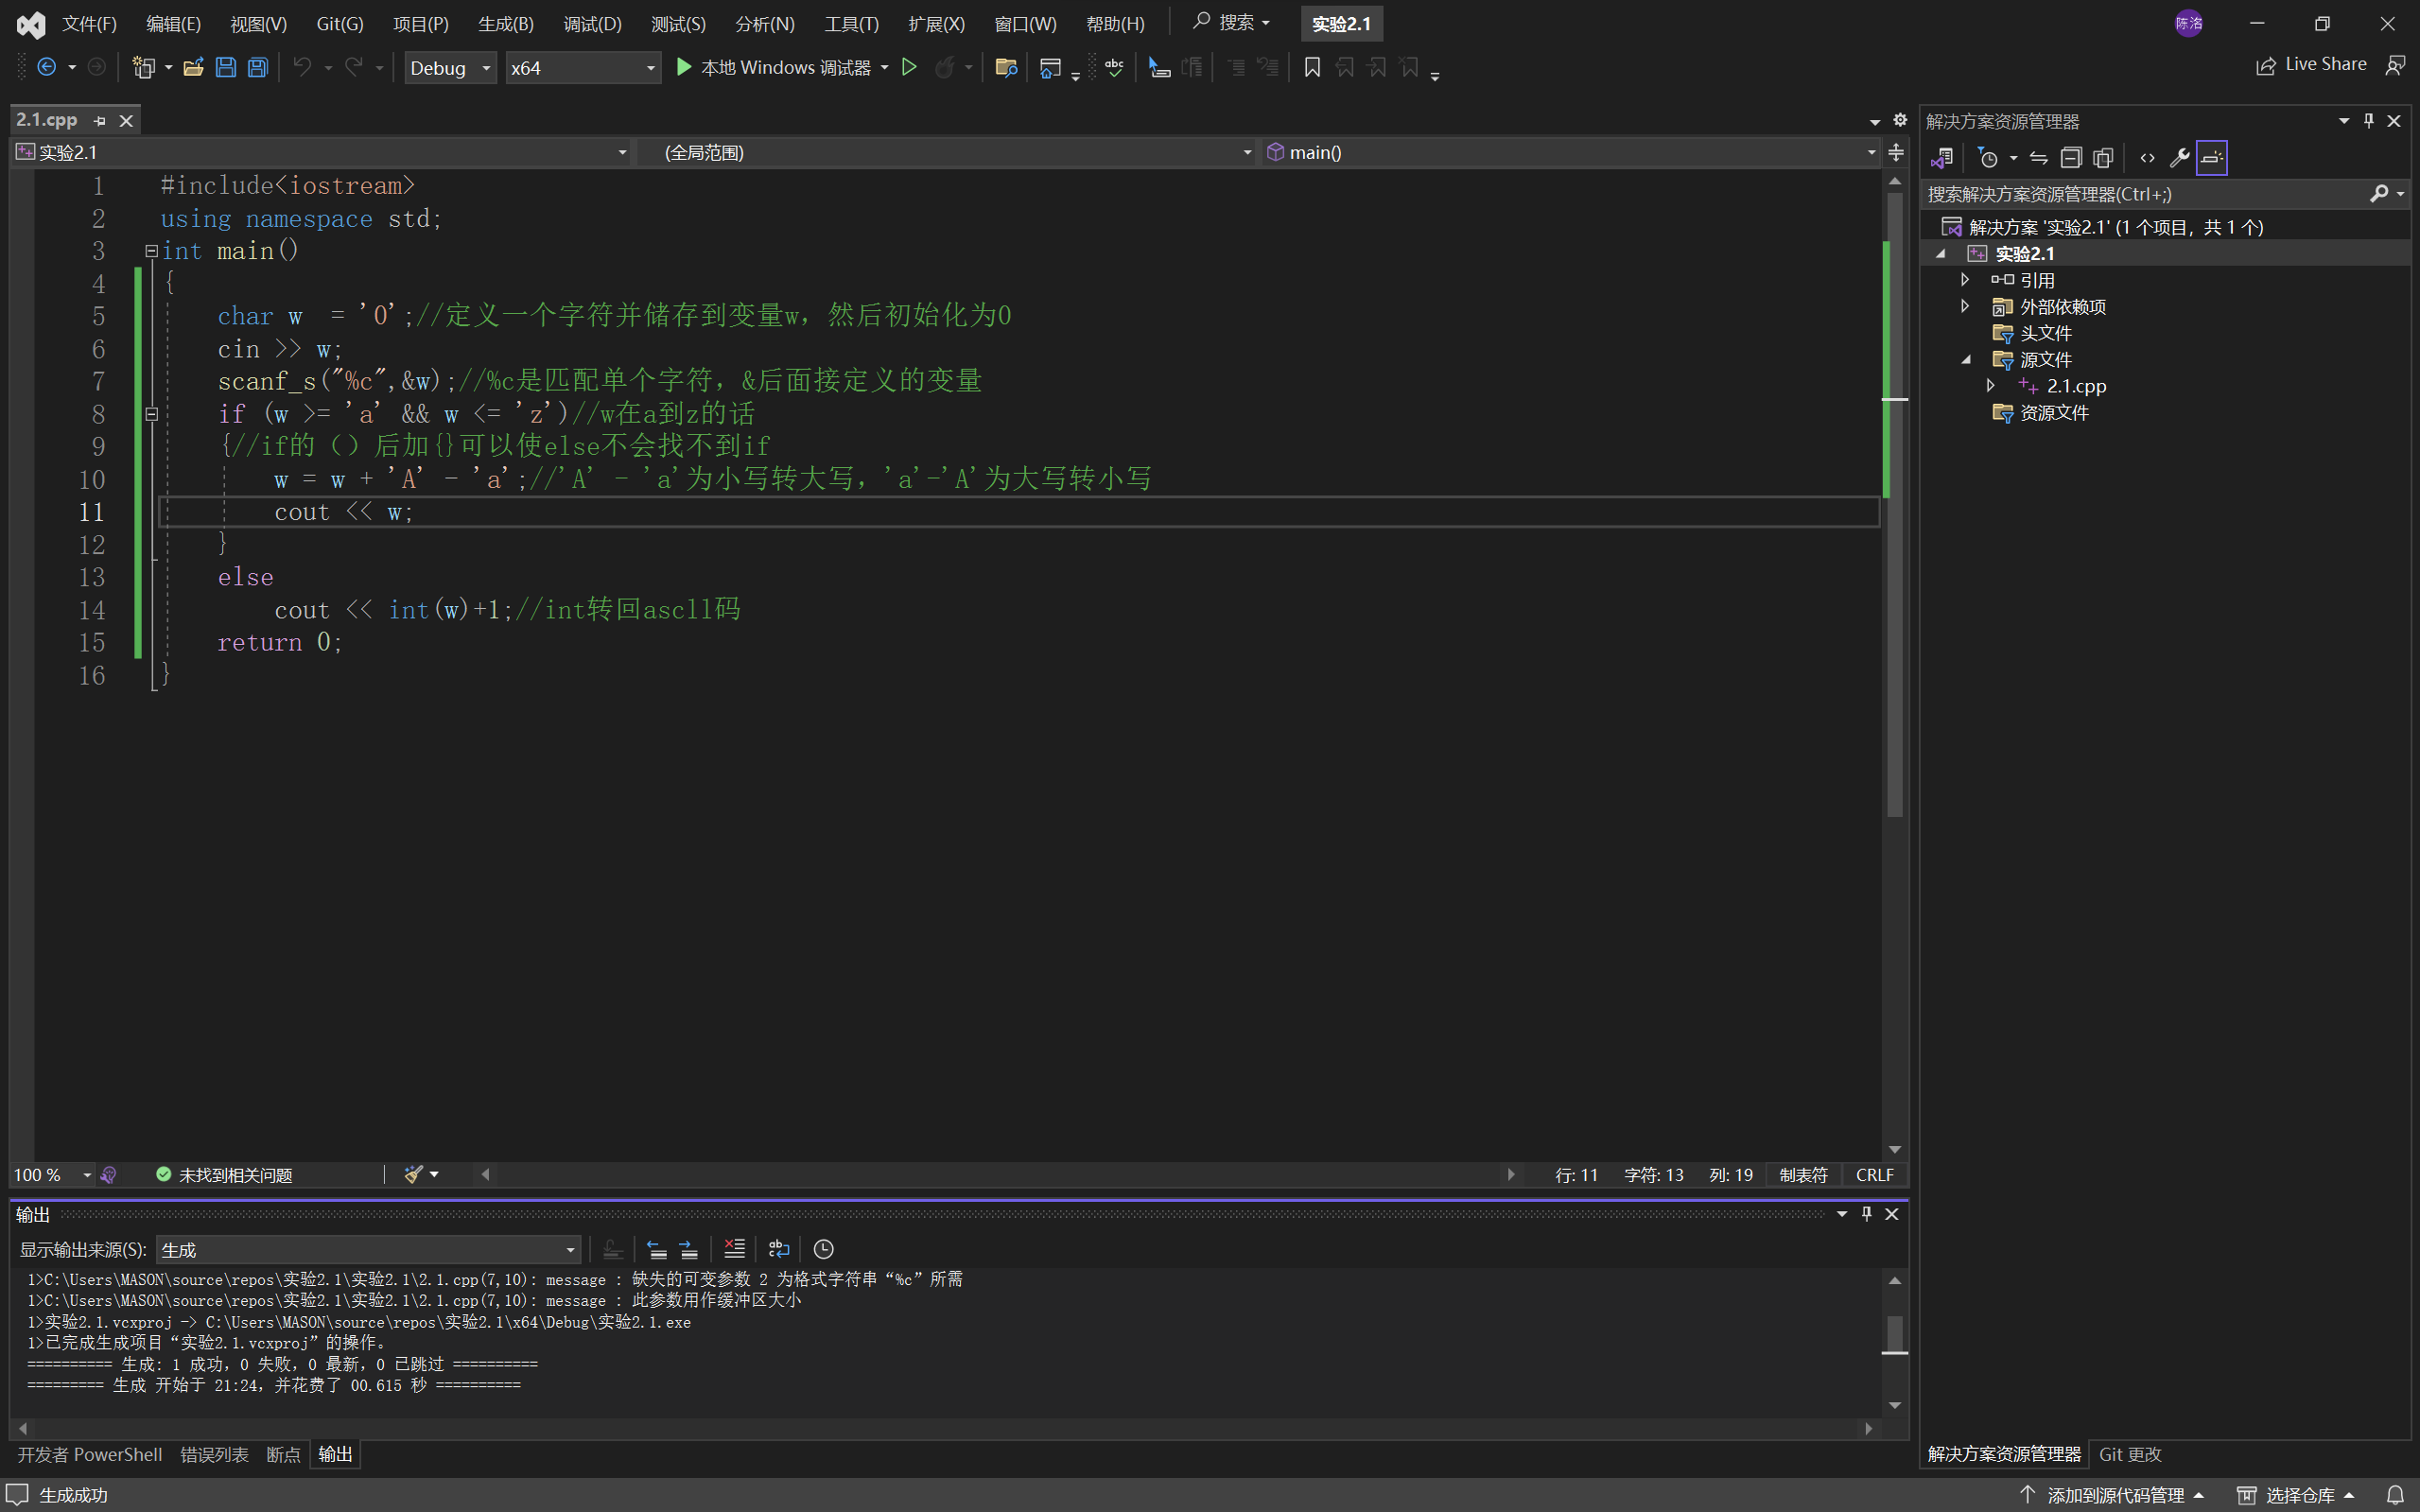 文件(F) 编辑(E) 视图(V) Git(G) 项目(P) 生成(B) 调试(D) 测试(S) 分析(N) 工具(T) 扩展(X) 窗口(W) 帮助(H) 搜索 实验2.1 陈洺
Debug x64 本地 Windows 调试器 Live Share
2.1.cpp
实验2.1 (全局范围) main()
1 #include<iostream>
2 using namespace std;
3 int main()
4 {
5 char w  = '0';//定义一个字符并储存到变量w，然后初始化为0
6 cin >> w;
7 scanf_s("%c",&w);//%c是匹配单个字符，&后面接定义的变量
8 if (w >= 'a' && w <= 'z')//w在a到z的话
9 {//if的（）后加{}可以使else不会找不到if
10 w = w + 'A' - 'a';//'A' - 'a'为小写转大写，'a'-'A'为大写转小写
11 cout << w;
12 }
13 else
14 cout << int(w)+1;//int转回ascll码
15 return 0;
16 }
100 % 未找到相关问题 行: 11 字符: 13 列: 19 制表符 CRLF
输出
显示输出来源(S): 生成
1>C:\Users\MASON\source\repos\实验2.1\实验2.1\2.1.cpp(7,10): message : 缺失的可变参数 2 为格式字符串“%c”所需
1>C:\Users\MASON\source\repos\实验2.1\实验2.1\2.1.cpp(7,10): message : 此参数用作缓冲区大小
1>实验2.1.vcxproj -> C:\Users\MASON\source\repos\实验2.1\x64\Debug\实验2.1.exe
1>已完成生成项目“实验2.1.vcxproj”的操作。
========== 生成: 1 成功，0 失败，0 最新，0 已跳过 ==========
========= 生成 开始于 21:24，并花费了 00.615 秒 ==========
开发者 PowerShell 错误列表 断点 输出
解决方案资源管理器
搜索解决方案资源管理器(Ctrl+;)
解决方案 '实验2.1' (1 个项目，共 1 个)
实验2.1
引用
外部依赖项
头文件
源文件
2.1.cpp
资源文件
解决方案资源管理器 Git 更改
生成成功 添加到源代码管理 选择仓库